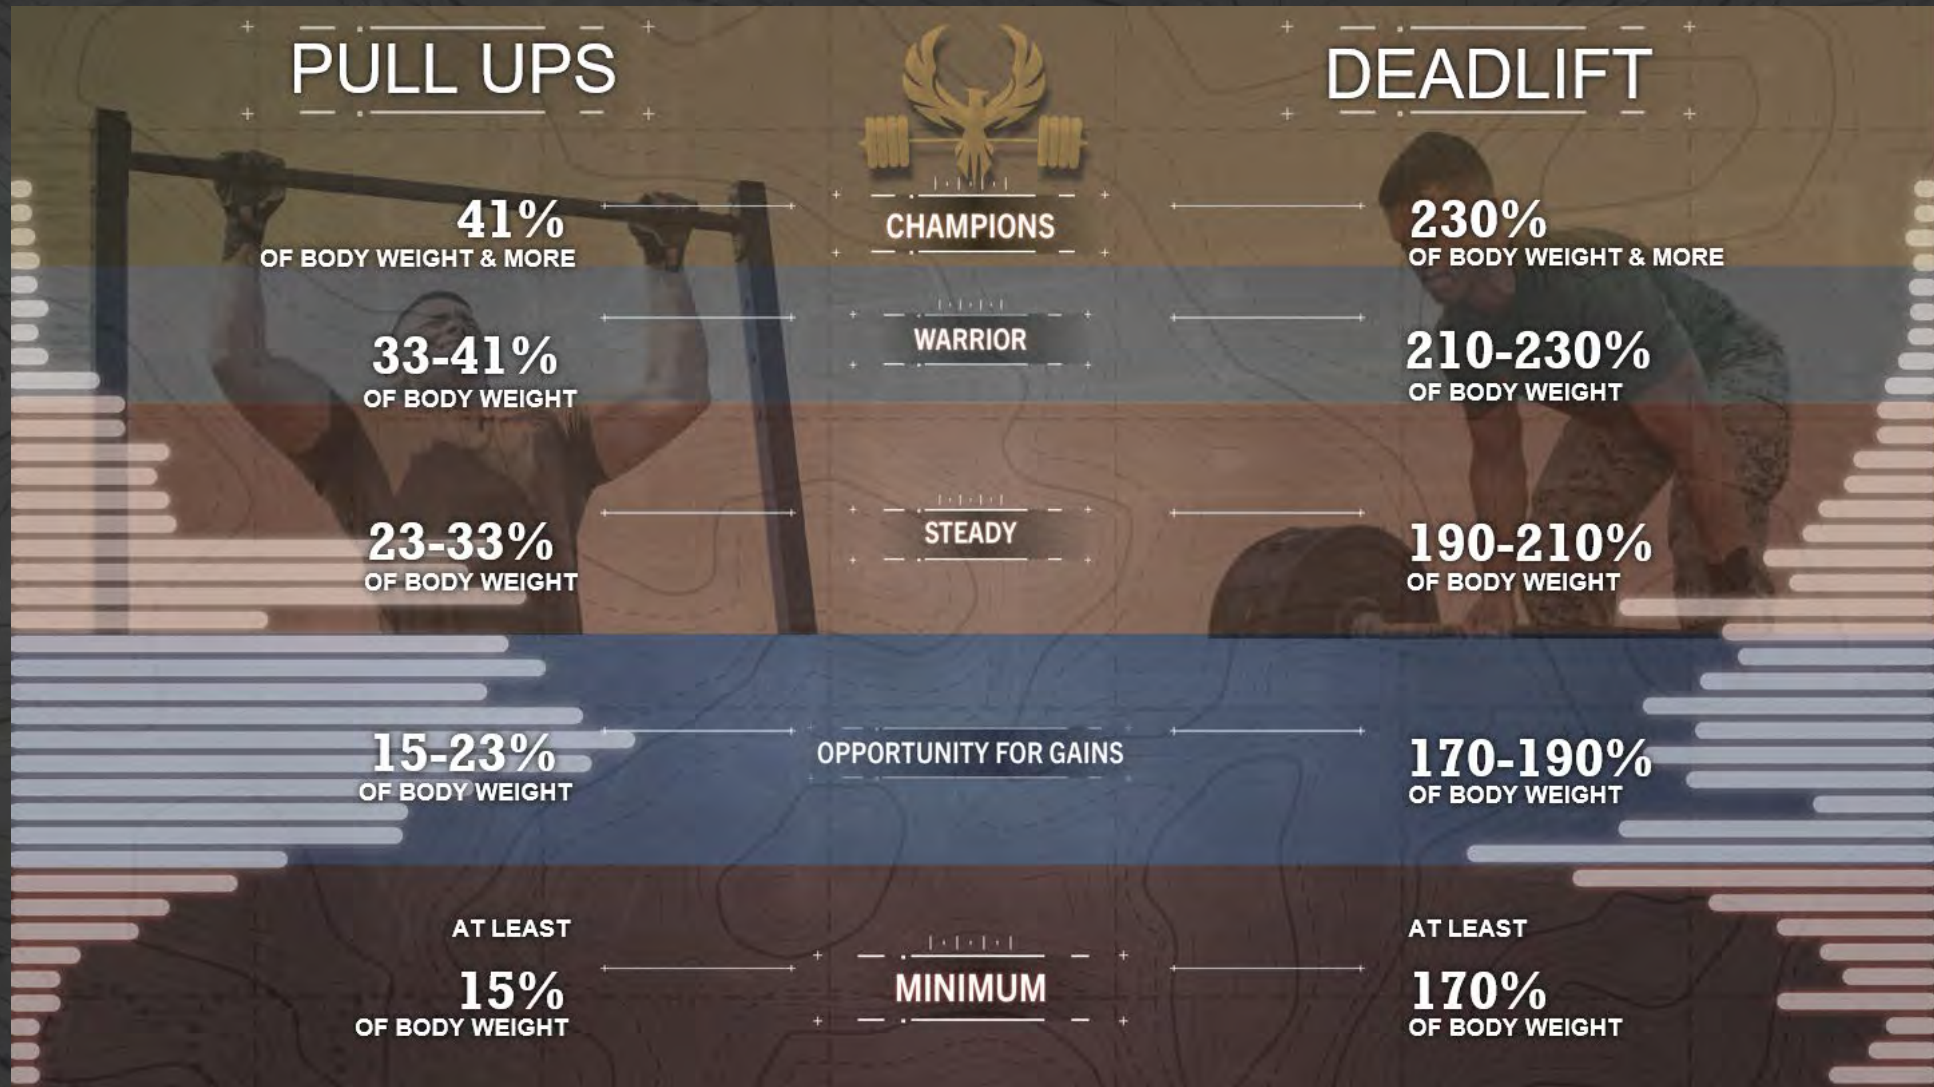 PULL UPS
DEADLIFT
41%
OF BODY WEIGHT & MORE
CHAMPIONS
230%
OF BODY WEIGHT & MORE
33-41%
OF BODY WEIGHT
WARRIOR
210-230%
OF BODY WEIGHT
23-33%
OF BODY WEIGHT
STEADY
190-210%
OF BODY WEIGHT
15-23%
OF BODY WEIGHT
OPPORTUNITY FOR GAINS
170-190%
OF BODY WEIGHT
AT LEAST
15%
OF BODY WEIGHT
MINIMUM
AT LEAST
170%
OF BODY WEIGHT